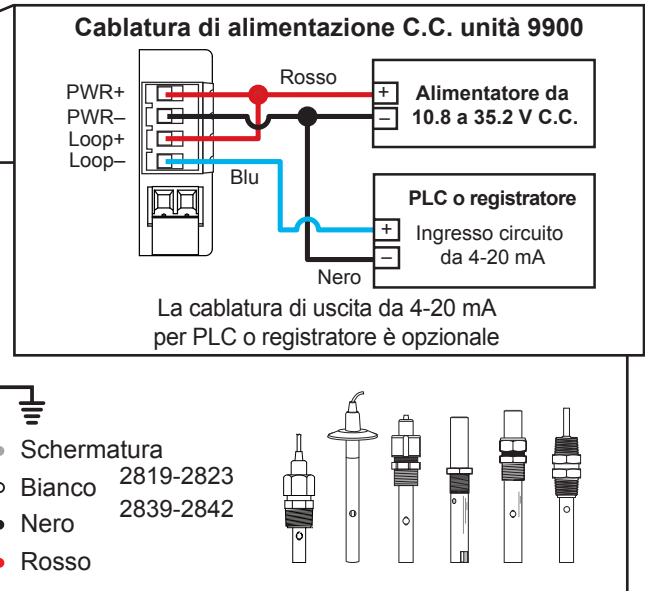 Cablatura di alimentazione C.C. unità 9900
PWR+
PWR–
Loop+
Loop–
Rosso
Blu
Nero
+
–
Alimentatore da
10.8 a 35.2 V C.C.
PLC o registratore
+
–
Ingresso circuito
da 4-20 mA
La cablatura di uscita da 4-20 mA
per PLC o registratore è opzionale
Schermatura
Bianco
Nero
Rosso
2819-2823
2839-2842